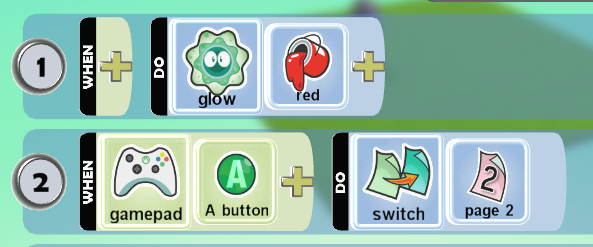 1 WHEN DO glow red
2 WHEN gamepad A A button DO switch 2 page 2